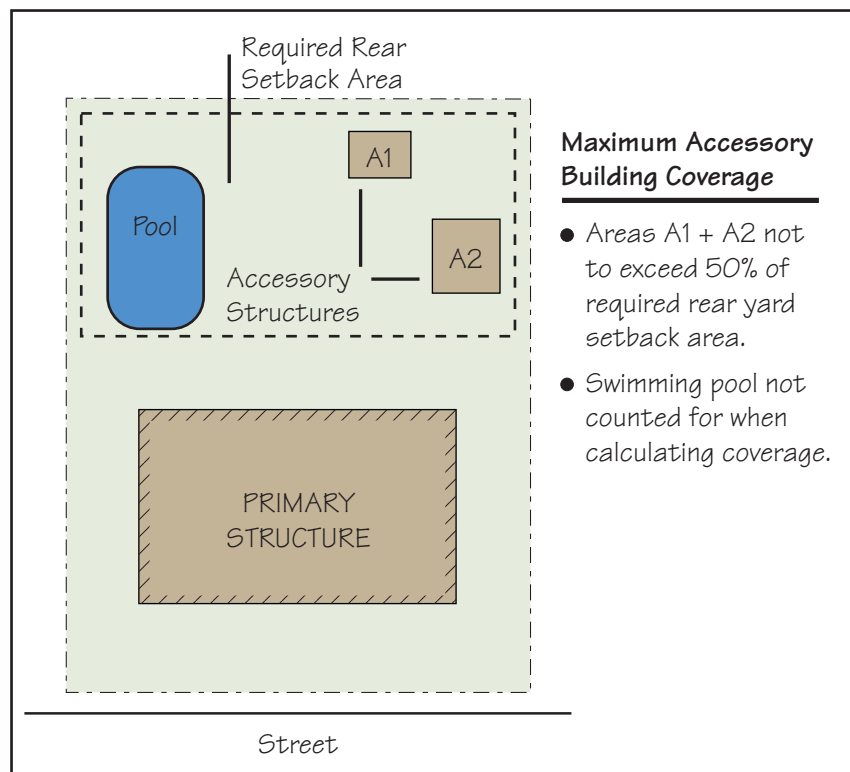 Required Rear
Setback Area
A1
Pool
A2
Accessory
Structures
PRIMARY
STRUCTURE
Street
Maximum Accessory
Building Coverage
● Areas A1 + A2 not
to exceed 50% of
required rear yard
setback area.
● Swimming pool not
counted for when
calculating coverage.